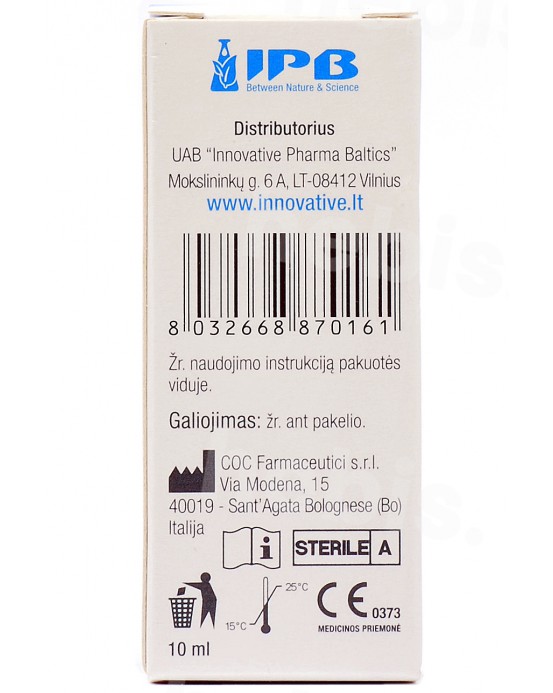 IPB
Between Nature & Science
Distributorius
UAB “Innovative Pharma Baltics”
Mokslininkų g. 6 A, LT-08412 Vilnius
www.innovative.lt
8 032668 870161
Žr. naudojimo instrukciją pakuotės
viduje.
Galiojimas: žr. ant pakelio.
COC Farmaceutici s.r.l.
Via Modena, 15
40019 - Sant’Agata Bolognese (Bo)
Italija
i STERILE A
25°C
15°C
CE 0373
MEDICINOS PRIEMONĖ
10 ml